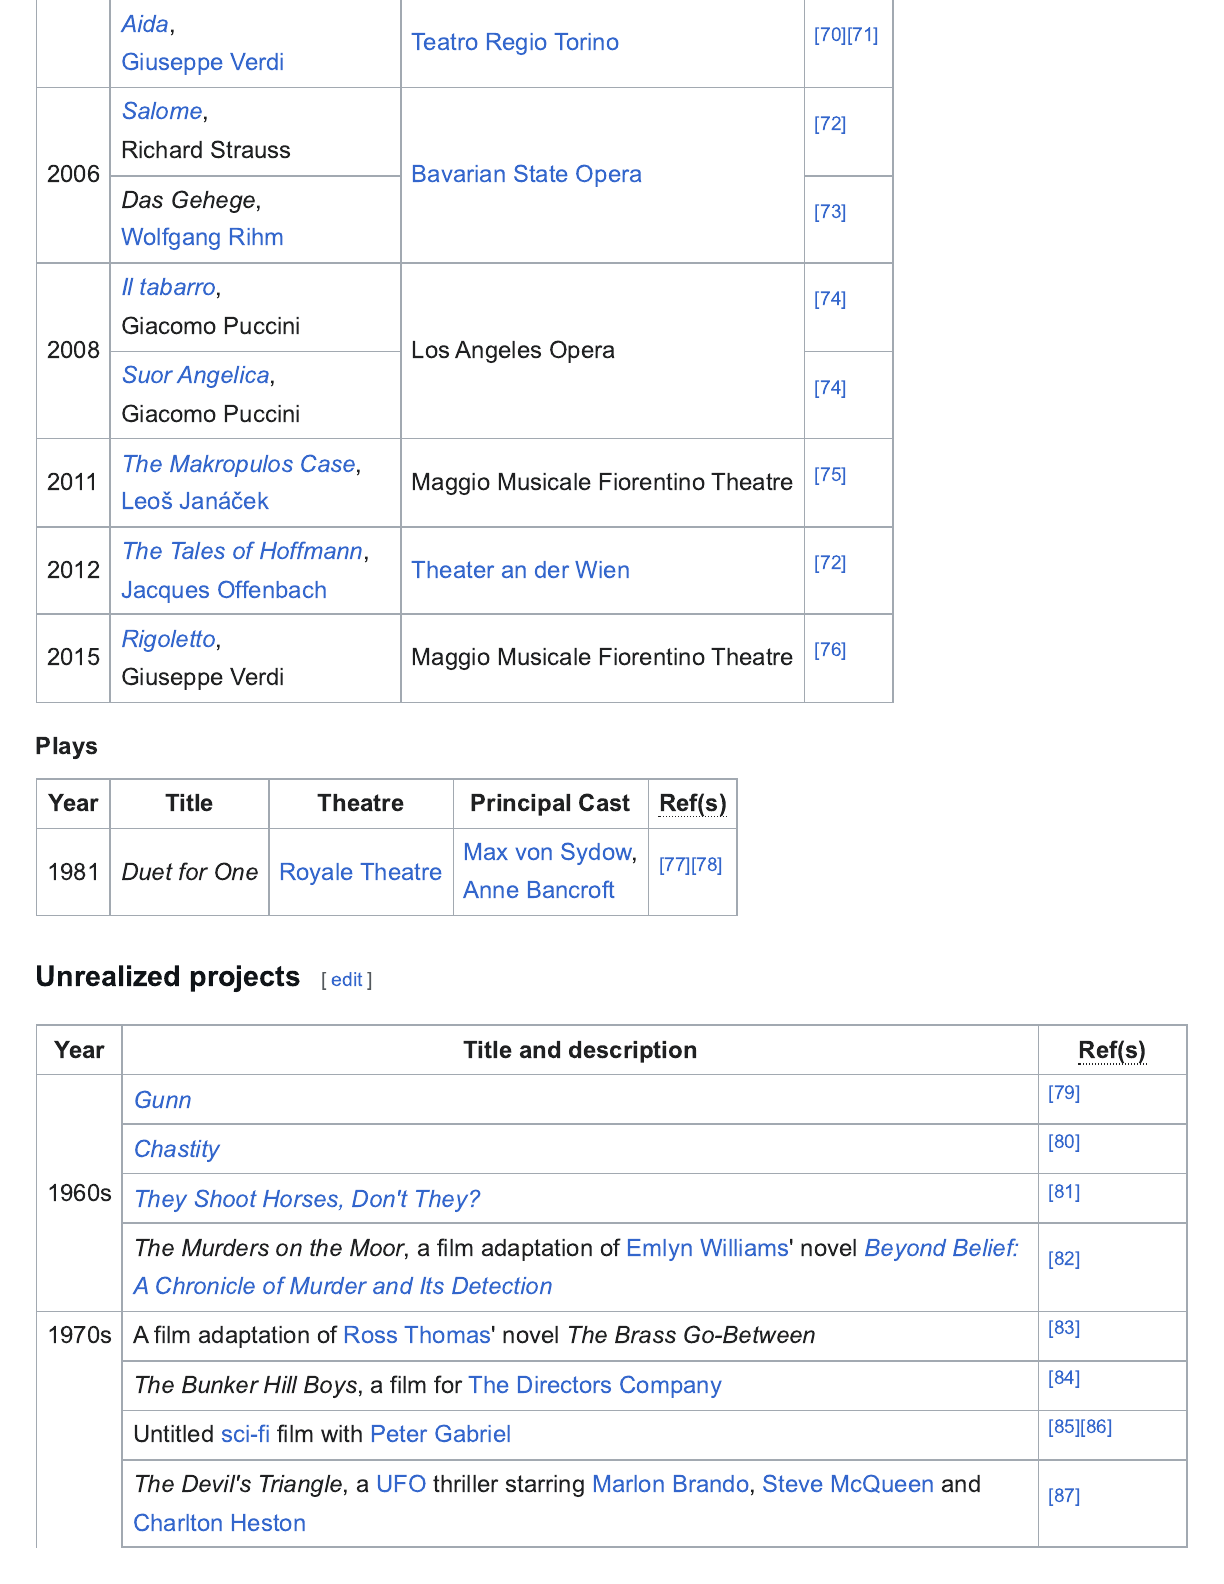 Aida,
Giuseppe Verdi
Teatro Regio Torino
[70][71]
2006
Salome,
Richard Strauss
Bavarian State Opera
[72]
Das Gehege,
Wolfgang Rihm
[73]
2008
Il tabarro,
Giacomo Puccini
Los Angeles Opera
[74]
Suor Angelica,
Giacomo Puccini
[74]
2011
The Makropulos Case,
Leoš Janáček
Maggio Musicale Fiorentino Theatre
[75]
2012
The Tales of Hoffmann,
Jacques Offenbach
Theater an der Wien
[72]
2015
Rigoletto,
Giuseppe Verdi
Maggio Musicale Fiorentino Theatre
[76]
Plays
Year Title Theatre Principal Cast Ref(s)
1981
Duet for One
Royale Theatre
Max von Sydow,
Anne Bancroft
[77][78]
Unrealized projects [ edit ]
Year Title and description Ref(s)
1960s
Gunn [79]
Chastity [80]
They Shoot Horses, Don't They? [81]
The Murders on the Moor, a film adaptation of Emlyn Williams' novel Beyond Belief:
A Chronicle of Murder and Its Detection
[82]
1970s
A film adaptation of Ross Thomas' novel The Brass Go-Between [83]
The Bunker Hill Boys, a film for The Directors Company [84]
Untitled sci-fi film with Peter Gabriel [85][86]
The Devil's Triangle, a UFO thriller starring Marlon Brando, Steve McQueen and
Charlton Heston
[87]